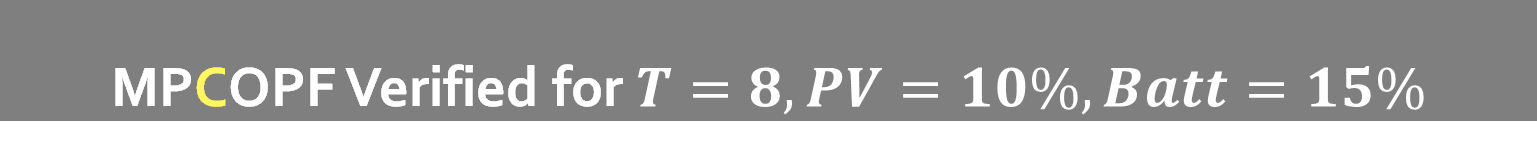 MPCOPF Verified for T = 8, PV = 10%, Batt = 15%